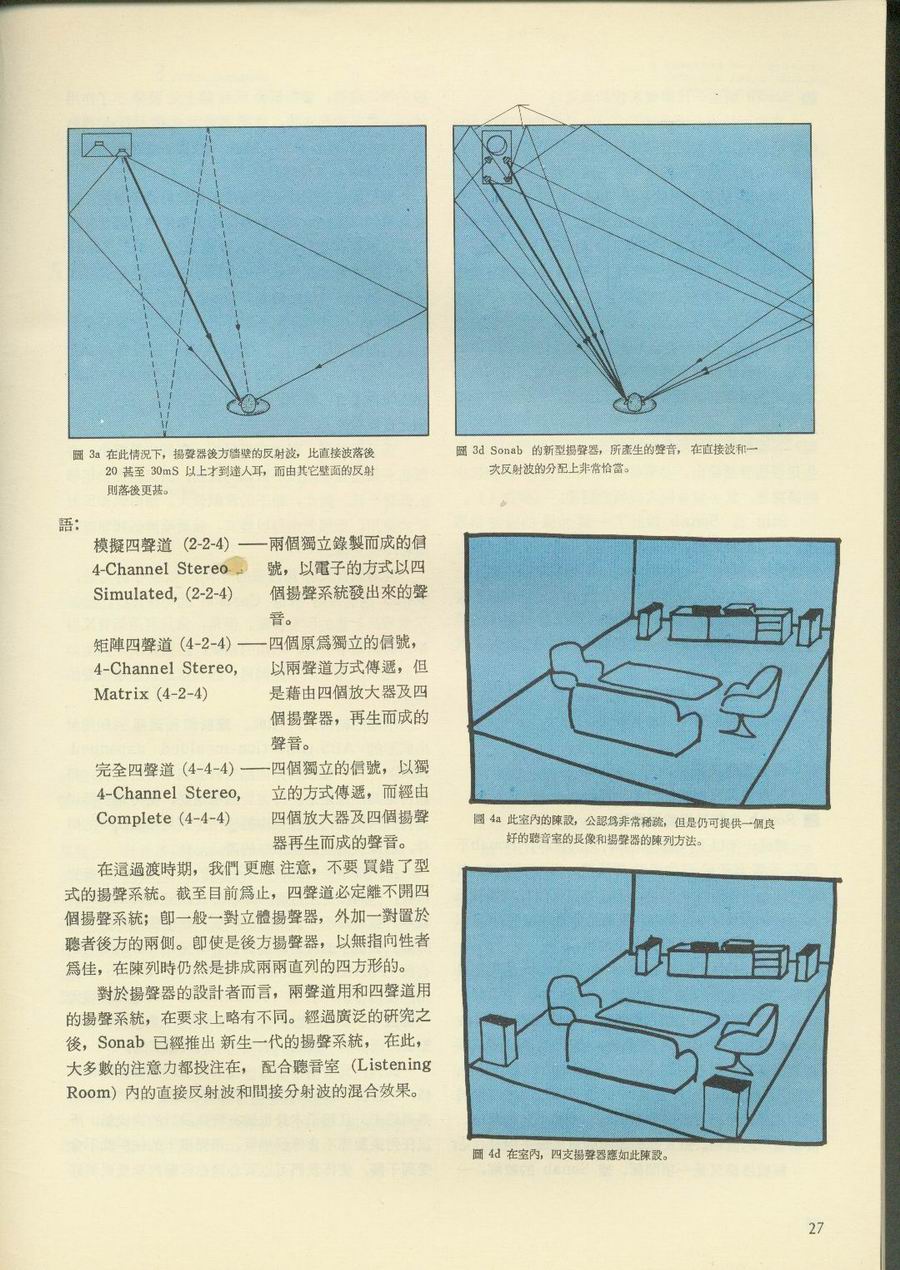 圖 3a 在此情況下，揚聲器後方牆壁的反射波，比直接波落後
20 甚至 30mS 以上才到達人耳，而由其它壁面的反射
則落後更甚。
圖 3d Sonab 的新型揚聲器，所產生的聲音， 在直接波和一
次反射波的分配上非常恰當。
語：
模擬四聲道 (2-2-4) ——兩個獨立錄製而成的信
4-Channel Stereo 號，以電子的方式以四
Simulated, (2-2-4) 個揚聲系統發出來的聲
音。
矩陣四聲道 (4-2-4) ——四個原爲獨立的信號，
4-Channel Stereo, 以兩聲道方式傳遞，但
Matrix (4-2-4) 是藉由四個放大器及四
個揚聲器，再生而成的
聲音。
完全四聲道 (4-4-4) ——四個獨立的信號，以獨
4-Channel Stereo, 立的方式傳遞，而經由
Complete (4-4-4) 四個放大器及四個揚聲
器再生而成的聲音。
在這過渡時期，我們 更應 注意，不要 買錯 了型
式的揚聲系統。截至目前爲止，四聲道必定離不開四
個揚聲系統；卽一般一對立體揚聲器，外加一對置於
聽者後方的兩側。卽使是後方揚聲器，以無指向性者
爲佳，在陳列時仍然是排成兩兩直列的四方形的。
對於揚聲器的設計者而言，兩聲道用和四聲道用
的揚聲系統，在要求上略有不同。經過廣泛的研究之
後，Sonab 已經推出 新生一代的揚聲系統， 在此，
大多數的注意力都投注在， 配合聽音室 (Listening
Room) 內的直接反射波和間接分射波的混合效果。
圖 4a 此室內的陳設，公認爲非常稀疏，但是仍可提供一個良
好的聽音室的長像和揚聲器的陳列方法。
圖 4d 在室內，四支揚聲器應如此陳設。
27